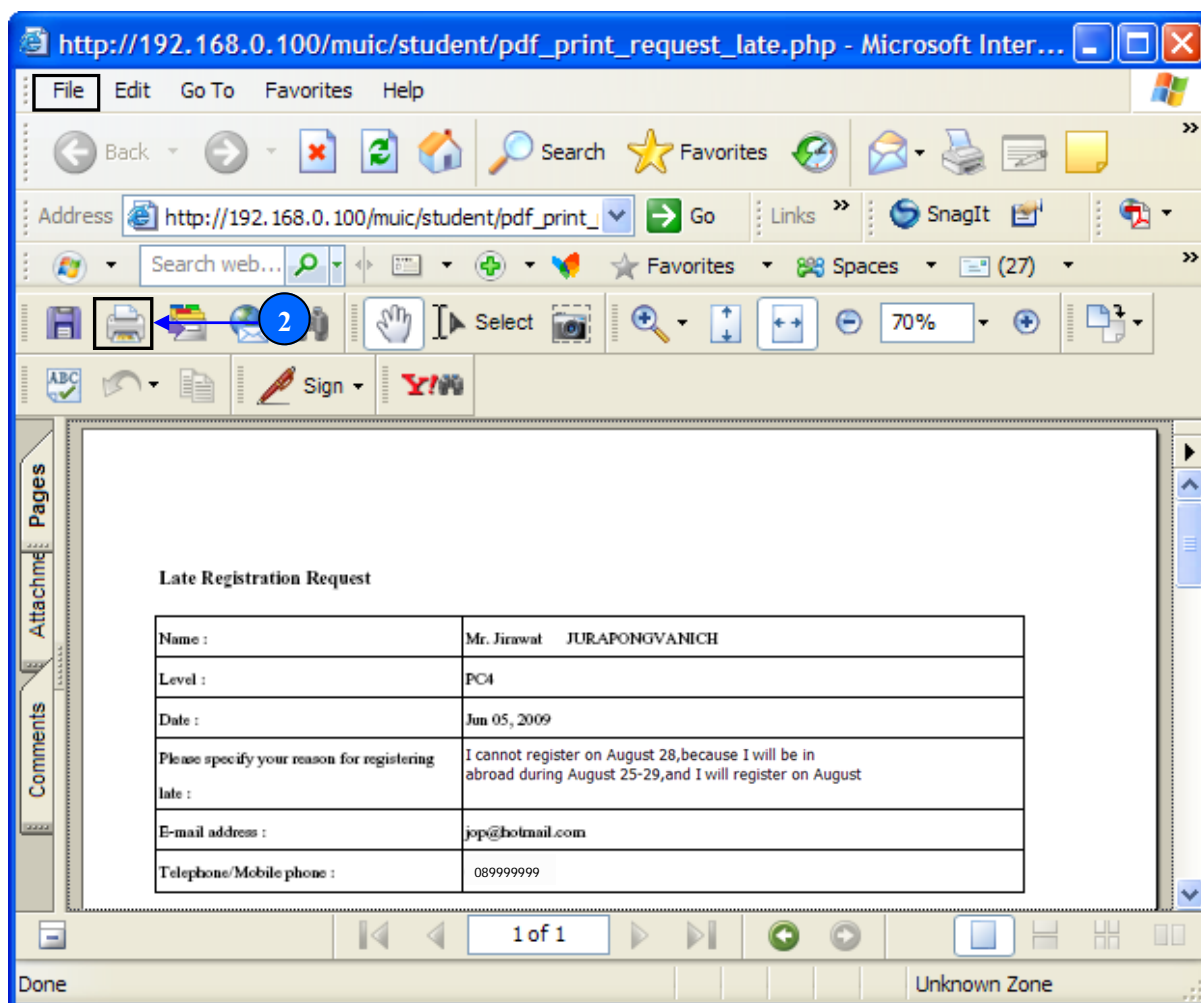 http://192.168.0.100/muic/student/pdf_print_request_late.php - Microsoft Inter...
File Edit Go To Favorites Help
Back Search Favorites »
Address http://192.168.0.100/muic/student/pdf_print_ Go Links » SnagIt
Search web... Favorites Spaces (27) »
2 Select 70%
ABC Sign Y!
Pages
Attachme
Comments
Late Registration Request
Name : Mr. Jirawat JURAPONGVANICH
Level : PC4
Date : Jun 05, 2009
Please specify your reason for registering
late :
I cannot register on August 28,because I will be in
abroad during August 25-29,and I will register on August
E-mail address : jop@hotmail.com
Telephone/Mobile phone : 089999999
1 of 1
Done Unknown Zone